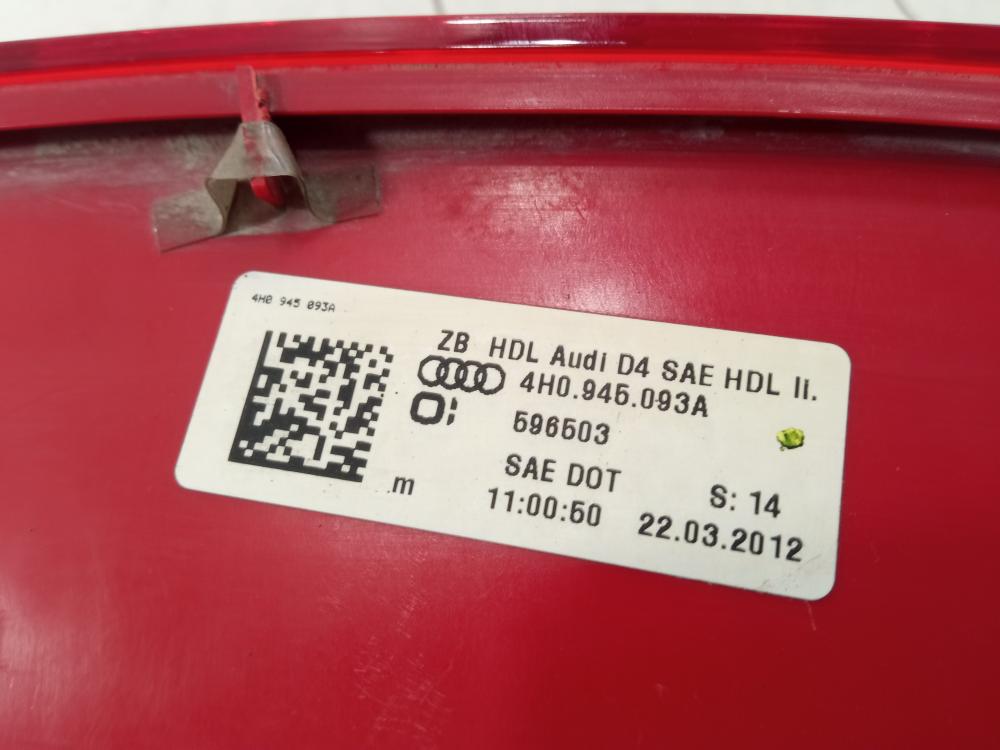 4H0 945 093A
ZB HDL Audi D4 SAE HDL li.
4H0.945.093A
596503
SAE DOT
S: 14
m
11:00:50 22.03.2012